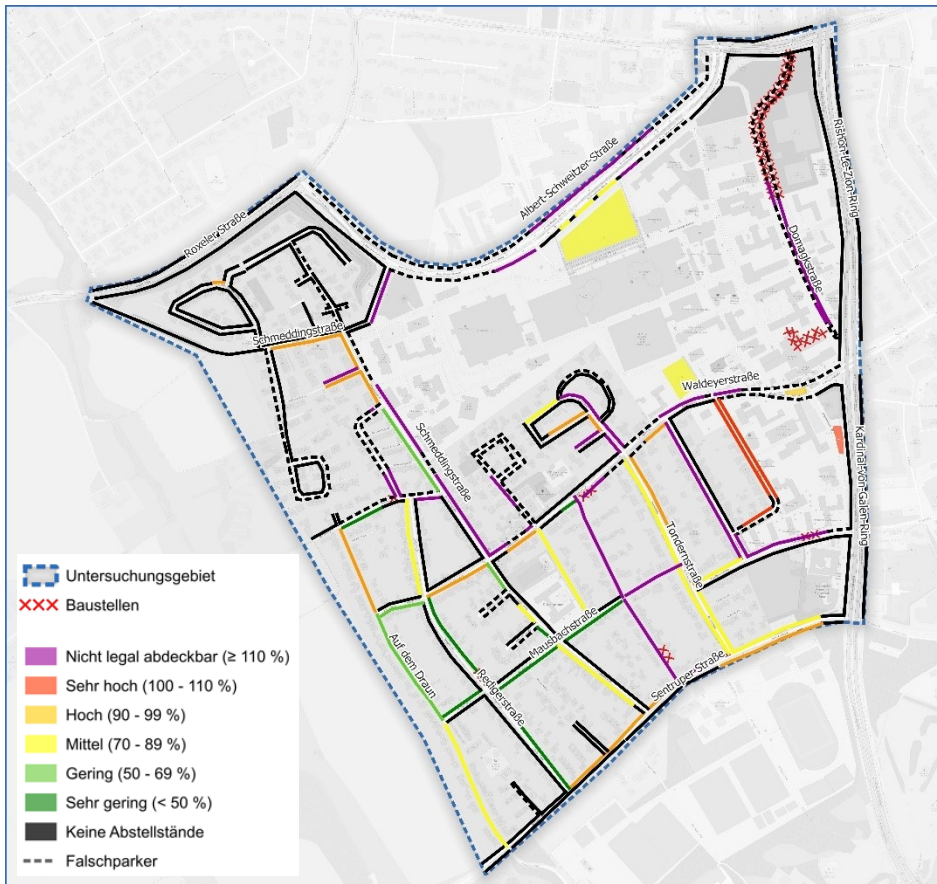 Albert-Schweitzer-Straße
Rishon-Le-Zion-Ring
Roxeler Straße
Domagkstraße
Schmeddingstraße
Waldeyerstraße
Schmeddingstraße
Kardinal-von-Galen-Ring
Tondernstraße
Mausbachstraße
Auf dem Draun
Redigerstraße
Sentruper-Straße
Untersuchungsgebiet
Baustellen
Nicht legal abdeckbar (≥ 110 %)
Sehr hoch (100 - 110 %)
Hoch (90 - 99 %)
Mittel (70 - 89 %)
Gering (50 - 69 %)
Sehr gering (< 50 %)
Keine Abstellstände
Falschparker